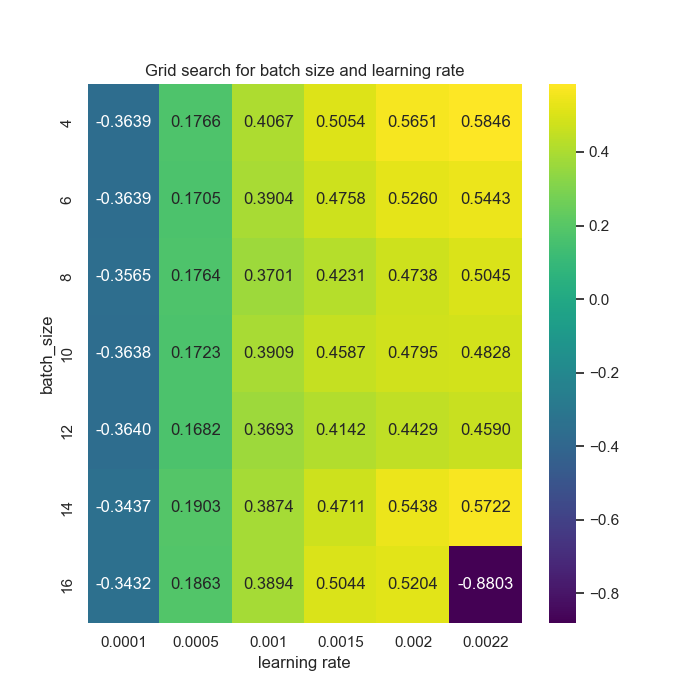 Grid search for batch size and learning rate
4 -0.3639 0.1766 0.4067 0.5054 0.5651 0.5846
6 -0.3639 0.1705 0.3904 0.4758 0.5260 0.5443
8 -0.3565 0.1764 0.3701 0.4231 0.4738 0.5045
10 -0.3638 0.1723 0.3909 0.4587 0.4795 0.4828
12 -0.3640 0.1682 0.3693 0.4142 0.4429 0.4590
14 -0.3437 0.1903 0.3874 0.4711 0.5438 0.5722
16 -0.3432 0.1863 0.3894 0.5044 0.5204 -0.8803
batch_size
0.0001 0.0005 0.001 0.0015 0.002 0.0022
learning rate
0.4
0.2
0.0
−0.2
−0.4
−0.6
−0.8